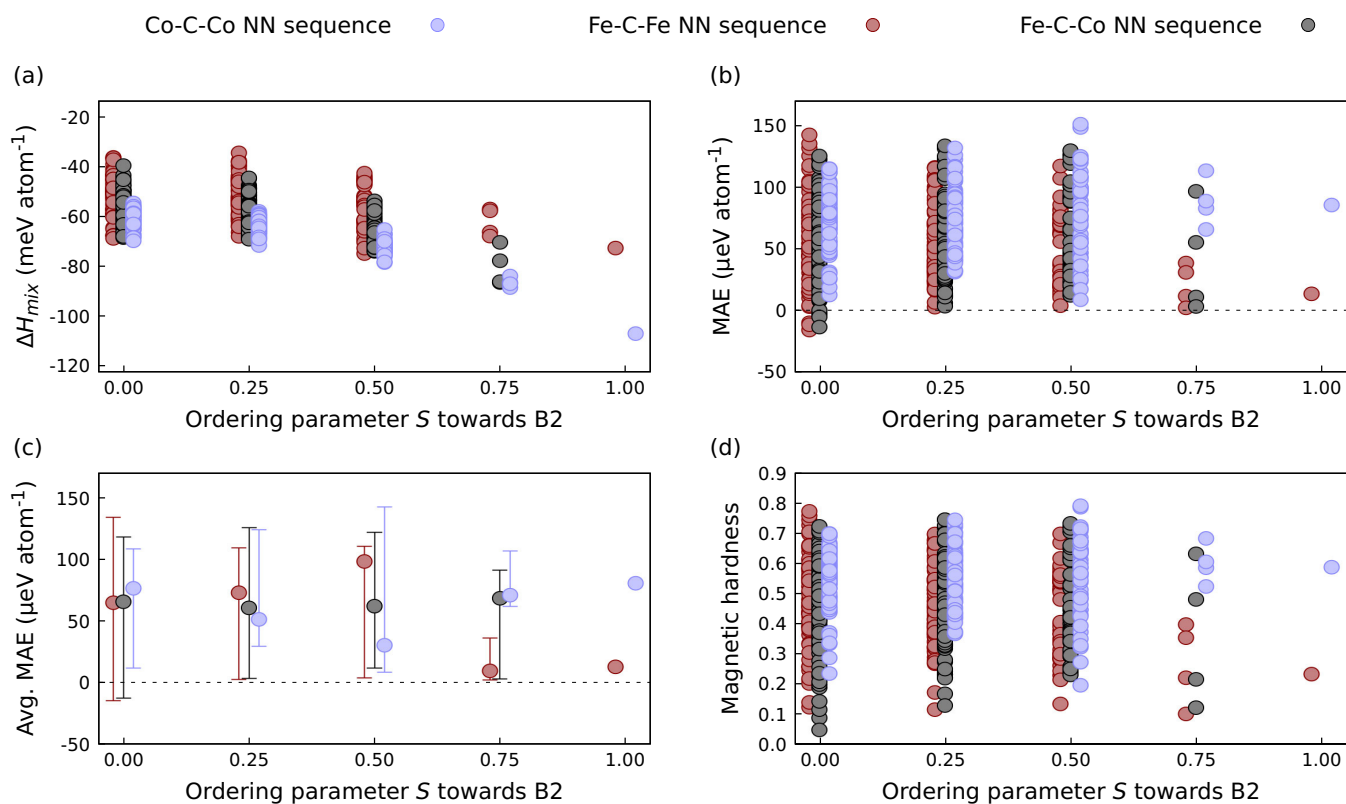 Co-C-Co NN sequence Fe-C-Fe NN sequence Fe-C-Co NN sequence
(a)
-20
-40
-60
-80
-100
-120
ΔH_mix (meV atom⁻¹)
0.00 0.25 0.50 0.75 1.00
Ordering parameter S towards B2
(b)
150
100
50
0
-50
MAE (μeV atom⁻¹)
0.00 0.25 0.50 0.75 1.00
Ordering parameter S towards B2
(c)
150
100
50
0
-50
Avg. MAE (μeV atom⁻¹)
0.00 0.25 0.50 0.75 1.00
Ordering parameter S towards B2
(d)
0.9
0.8
0.7
0.6
0.5
0.4
0.3
0.2
0.1
0.0
Magnetic hardness
0.00 0.25 0.50 0.75 1.00
Ordering parameter S towards B2